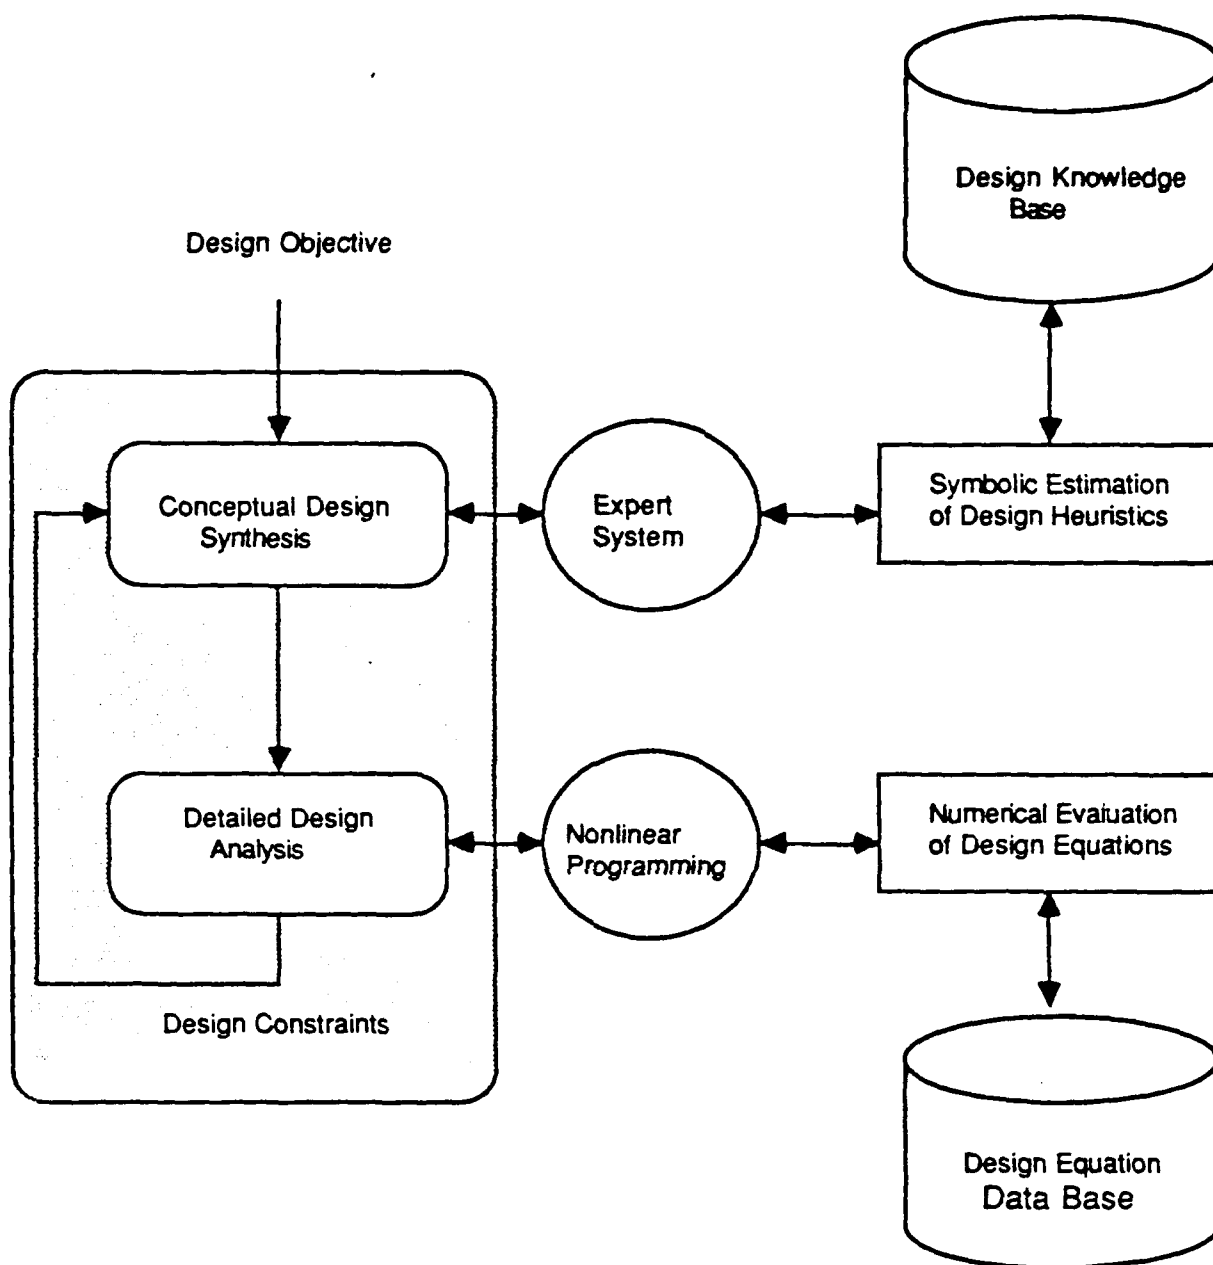 Design Knowledge
Base
Design Objective
Conceptual Design
Synthesis
Expert
System
Symbolic Estimation
of Design Heuristics
Detailed Design
Analysis
Nonlinear
Programming
Numerical Evaluation
of Design Equations
Design Constraints
Design Equation
Data Base